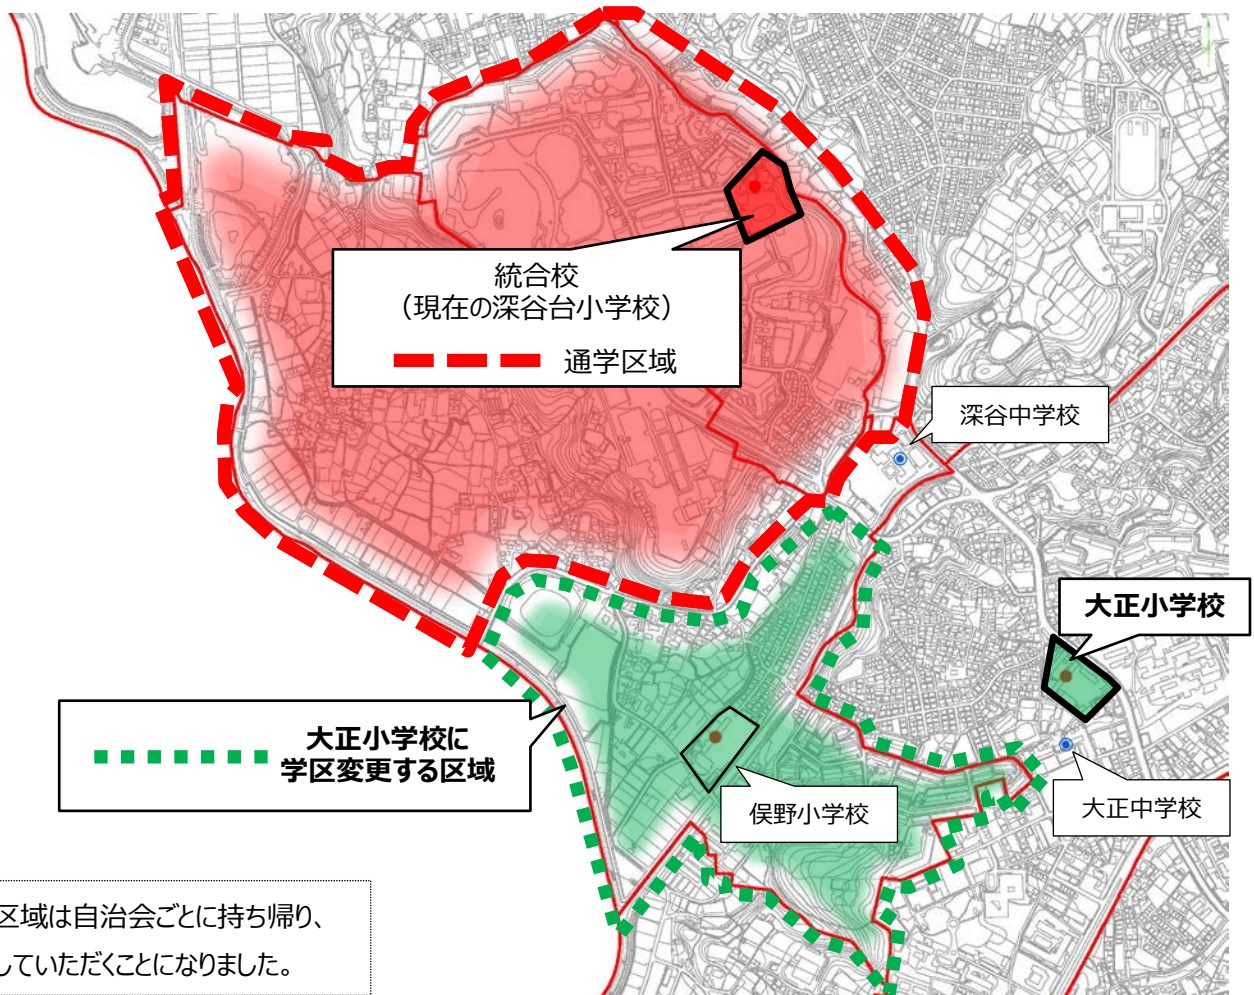 統合校
（現在の深谷台小学校）
通学区域
深谷中学校
大正小学校
大正小学校に
学区変更する区域
俣野小学校
大正中学校
区域は自治会ごとに持ち帰り、
していただくことになりました。